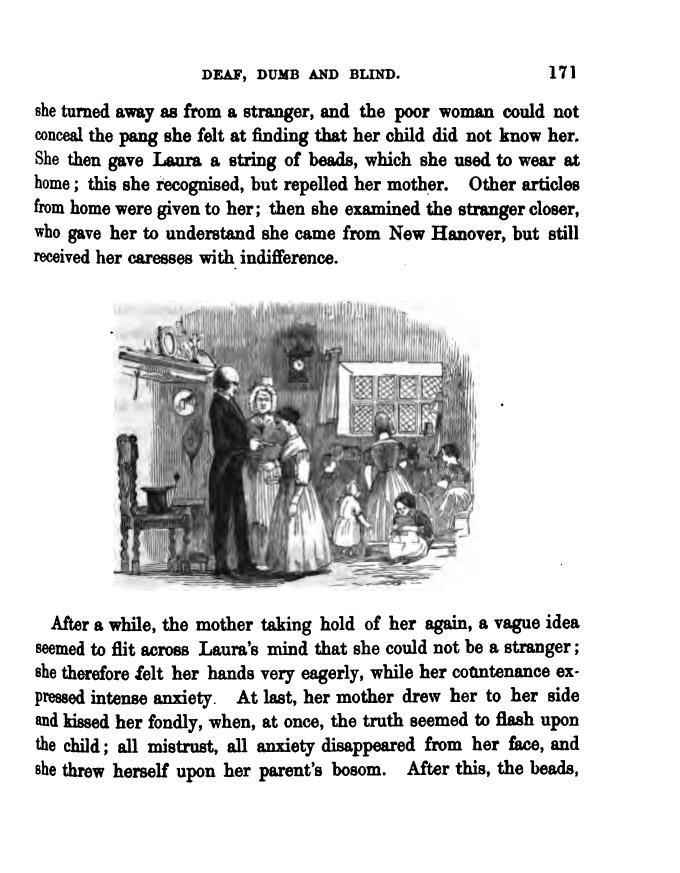 DEAF, DUMB AND BLIND. 171
she turned away as from a stranger, and the poor woman could not
conceal the pang she felt at finding that her child did not know her.
She then gave Laura a string of beads, which she used to wear at
home; this she recognised, but repelled her mother. Other articles
from home were given to her; then she examined the stranger closer,
who gave her to understand she came from New Hanover, but still
received her caresses with indifference.
After a while, the mother taking hold of her again, a vague idea
seemed to flit across Laura's mind that she could not be a stranger;
she therefore felt her hands very eagerly, while her countenance ex-
pressed intense anxiety. At last, her mother drew her to her side
and kissed her fondly, when, at once, the truth seemed to flash upon
the child; all mistrust, all anxiety disappeared from her face, and
she threw herself upon her parent's bosom. After this, the beads,